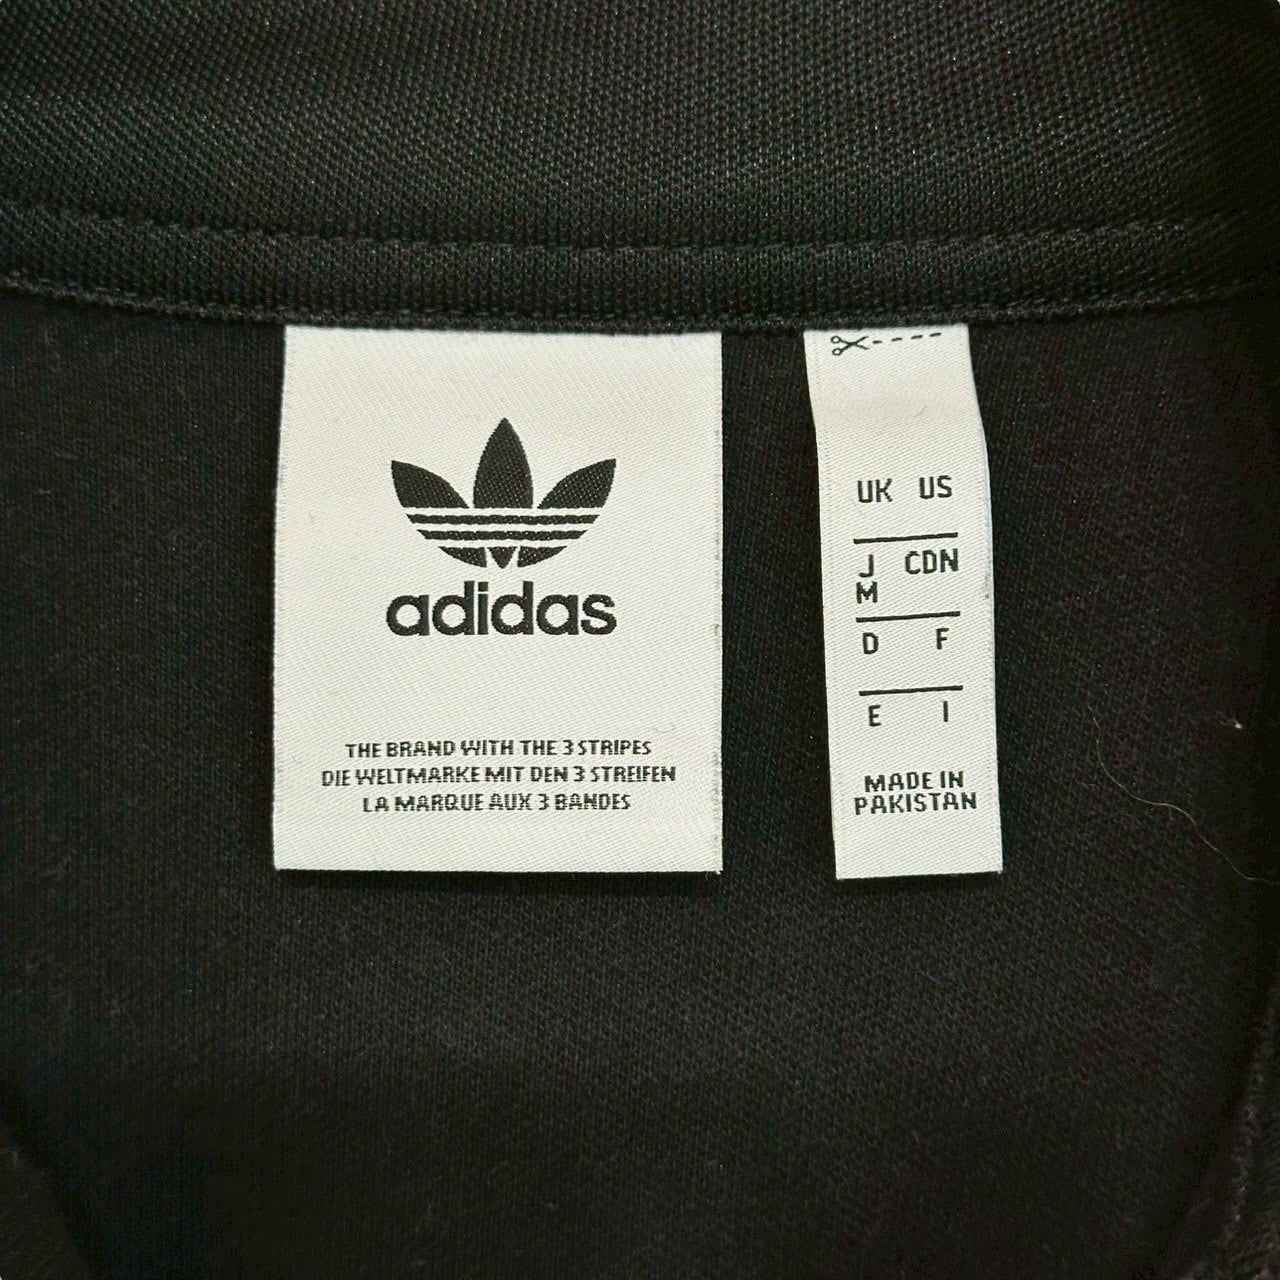 adidas
THE BRAND WITH THE 3 STRIPES
DIE WELTMARKE MIT DEN 3 STREIFEN
LA MARQUE AUX 3 BANDES
UK US
J CDN
M
D F
E I
MADE IN
PAKISTAN